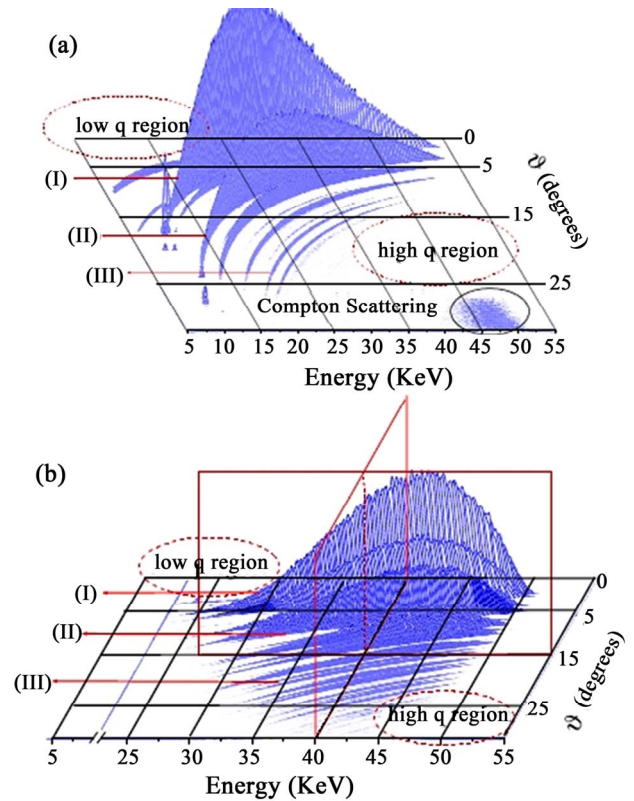 (a)
low q region
0
(I)
5
ϑ (degrees)
15
(II)
high q region
(III)
25
Compton Scattering
5 10 15 20 25 30 35 40 45 50 55
Energy (KeV)
(b)
low q region
0
(I)
5
(II)
15
ϑ (degrees)
(III)
25
high q region
5 25 30 35 40 45 50 55
Energy (KeV)